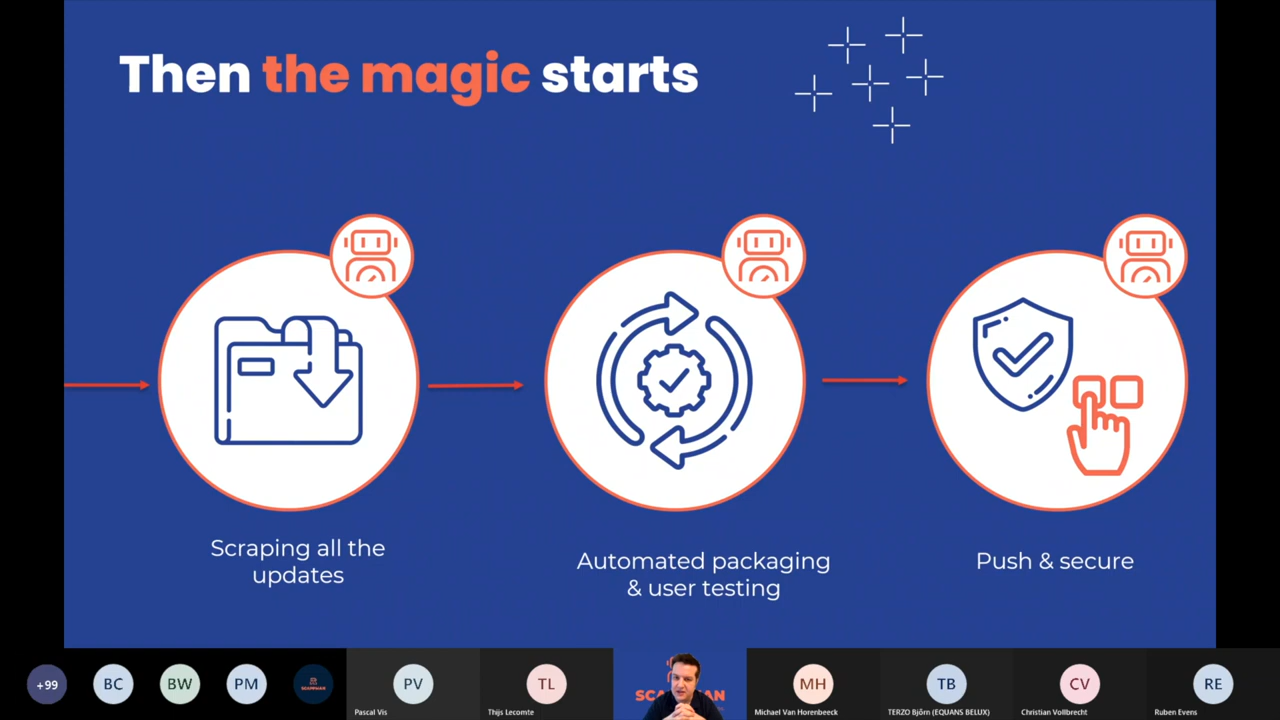 Then the magic starts
Scraping all the
updates
Automated packaging
& user testing
Push & secure
+99
BC
BW
PM
PV
TL
MH
TB
CV
RE
Pascal Vis
Thijs Lecomte
Michael Van Horenbeeck
TERZO Björn (EQUANS BELUX)
Christian Vollbrecht
Ruben Evens